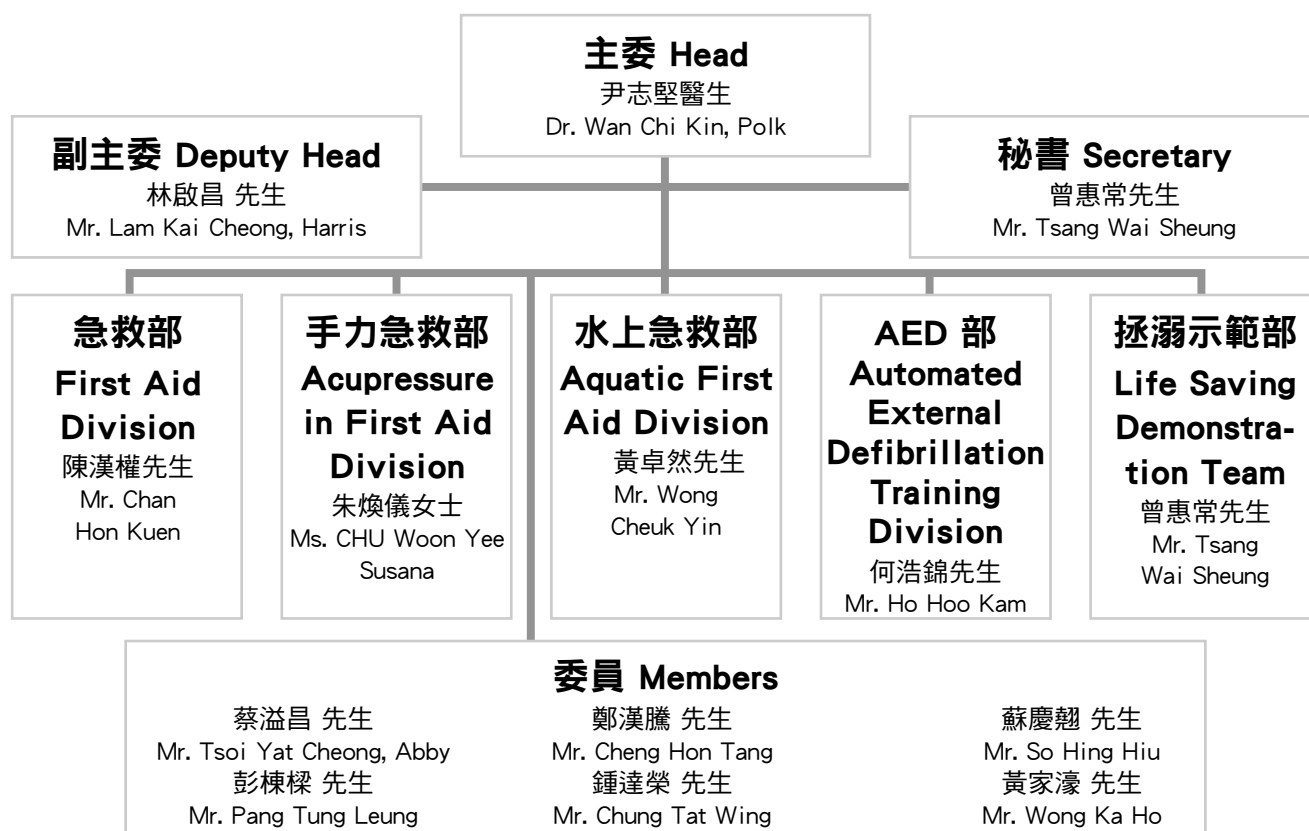 主委 Head
尹志堅醫生
Dr. Wan Chi Kin, Polk
副主委 Deputy Head
林啟昌 先生
Mr. Lam Kai Cheong, Harris
秘書 Secretary
曾惠常先生
Mr. Tsang Wai Sheung
急救部
First Aid
Division
陳漢權先生
Mr. Chan
Hon Kuen
手力急救部
Acupressure
in First Aid
Division
朱煥儀女士
Ms. CHU Woon Yee
Susana
水上急救部
Aquatic First
Aid Division
黃卓然先生
Mr. Wong
Cheuk Yin
AED 部
Automated
External
Defibrillation
Training
Division
何浩錦先生
Mr. Ho Hoo Kam
拯溺示範部
Life Saving
Demonstra-
tion Team
曾惠常先生
Mr. Tsang
Wai Sheung
委員 Members
蔡溢昌 先生
Mr. Tsoi Yat Cheong, Abby
彭棟樑 先生
Mr. Pang Tung Leung
鄭漢騰 先生
Mr. Cheng Hon Tang
鍾達榮 先生
Mr. Chung Tat Wing
蘇慶翹 先生
Mr. So Hing Hiu
黃家濠 先生
Mr. Wong Ka Ho